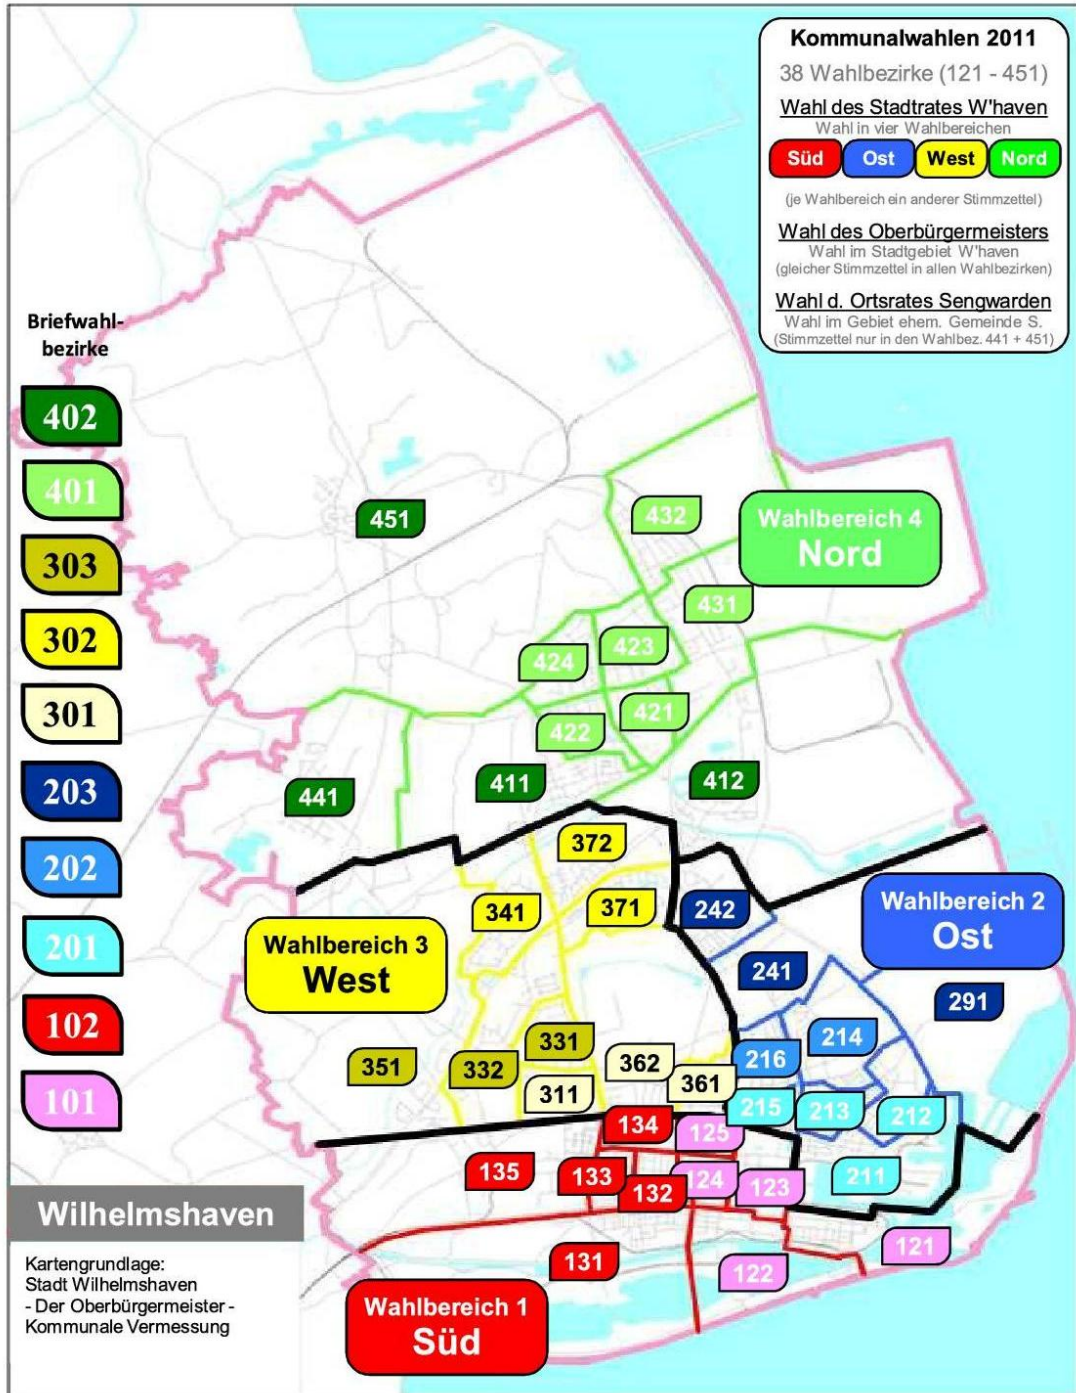 Kommunalwahlen 2011
38 Wahlbezirke (121 - 451)
Wahl des Stadtrates W'haven
Wahl in vier Wahlbereichen
Süd Ost West Nord
(je Wahlbereich ein anderer Stimmzettel)
Wahl des Oberbürgermeisters
Wahl im Stadtgebiet W'haven
(gleicher Stimmzettel in allen Wahlbezirken)
Wahl d. Ortsrates Sengwarden
Wahl im Gebiet ehem. Gemeinde S.
(Stimmzettel nur in den Wahlbez. 441 + 451)
Briefwahl-
bezirke
402
401
303
302
301
203
202
201
102
101
451
432
Wahlbereich 4
Nord
431
423
424
421
422
411
412
441
372
341
371
242
Wahlbereich 3
West
Wahlbereich 2
Ost
241
291
331
214
351
332
362
216
361
311
215
213
212
134
125
135
133
132
124
123
211
121
131
122
Wahlbereich 1
Süd
Wilhelmshaven
Kartengrundlage:
Stadt Wilhelmshaven
- Der Oberbürgermeister -
Kommunale Vermessung